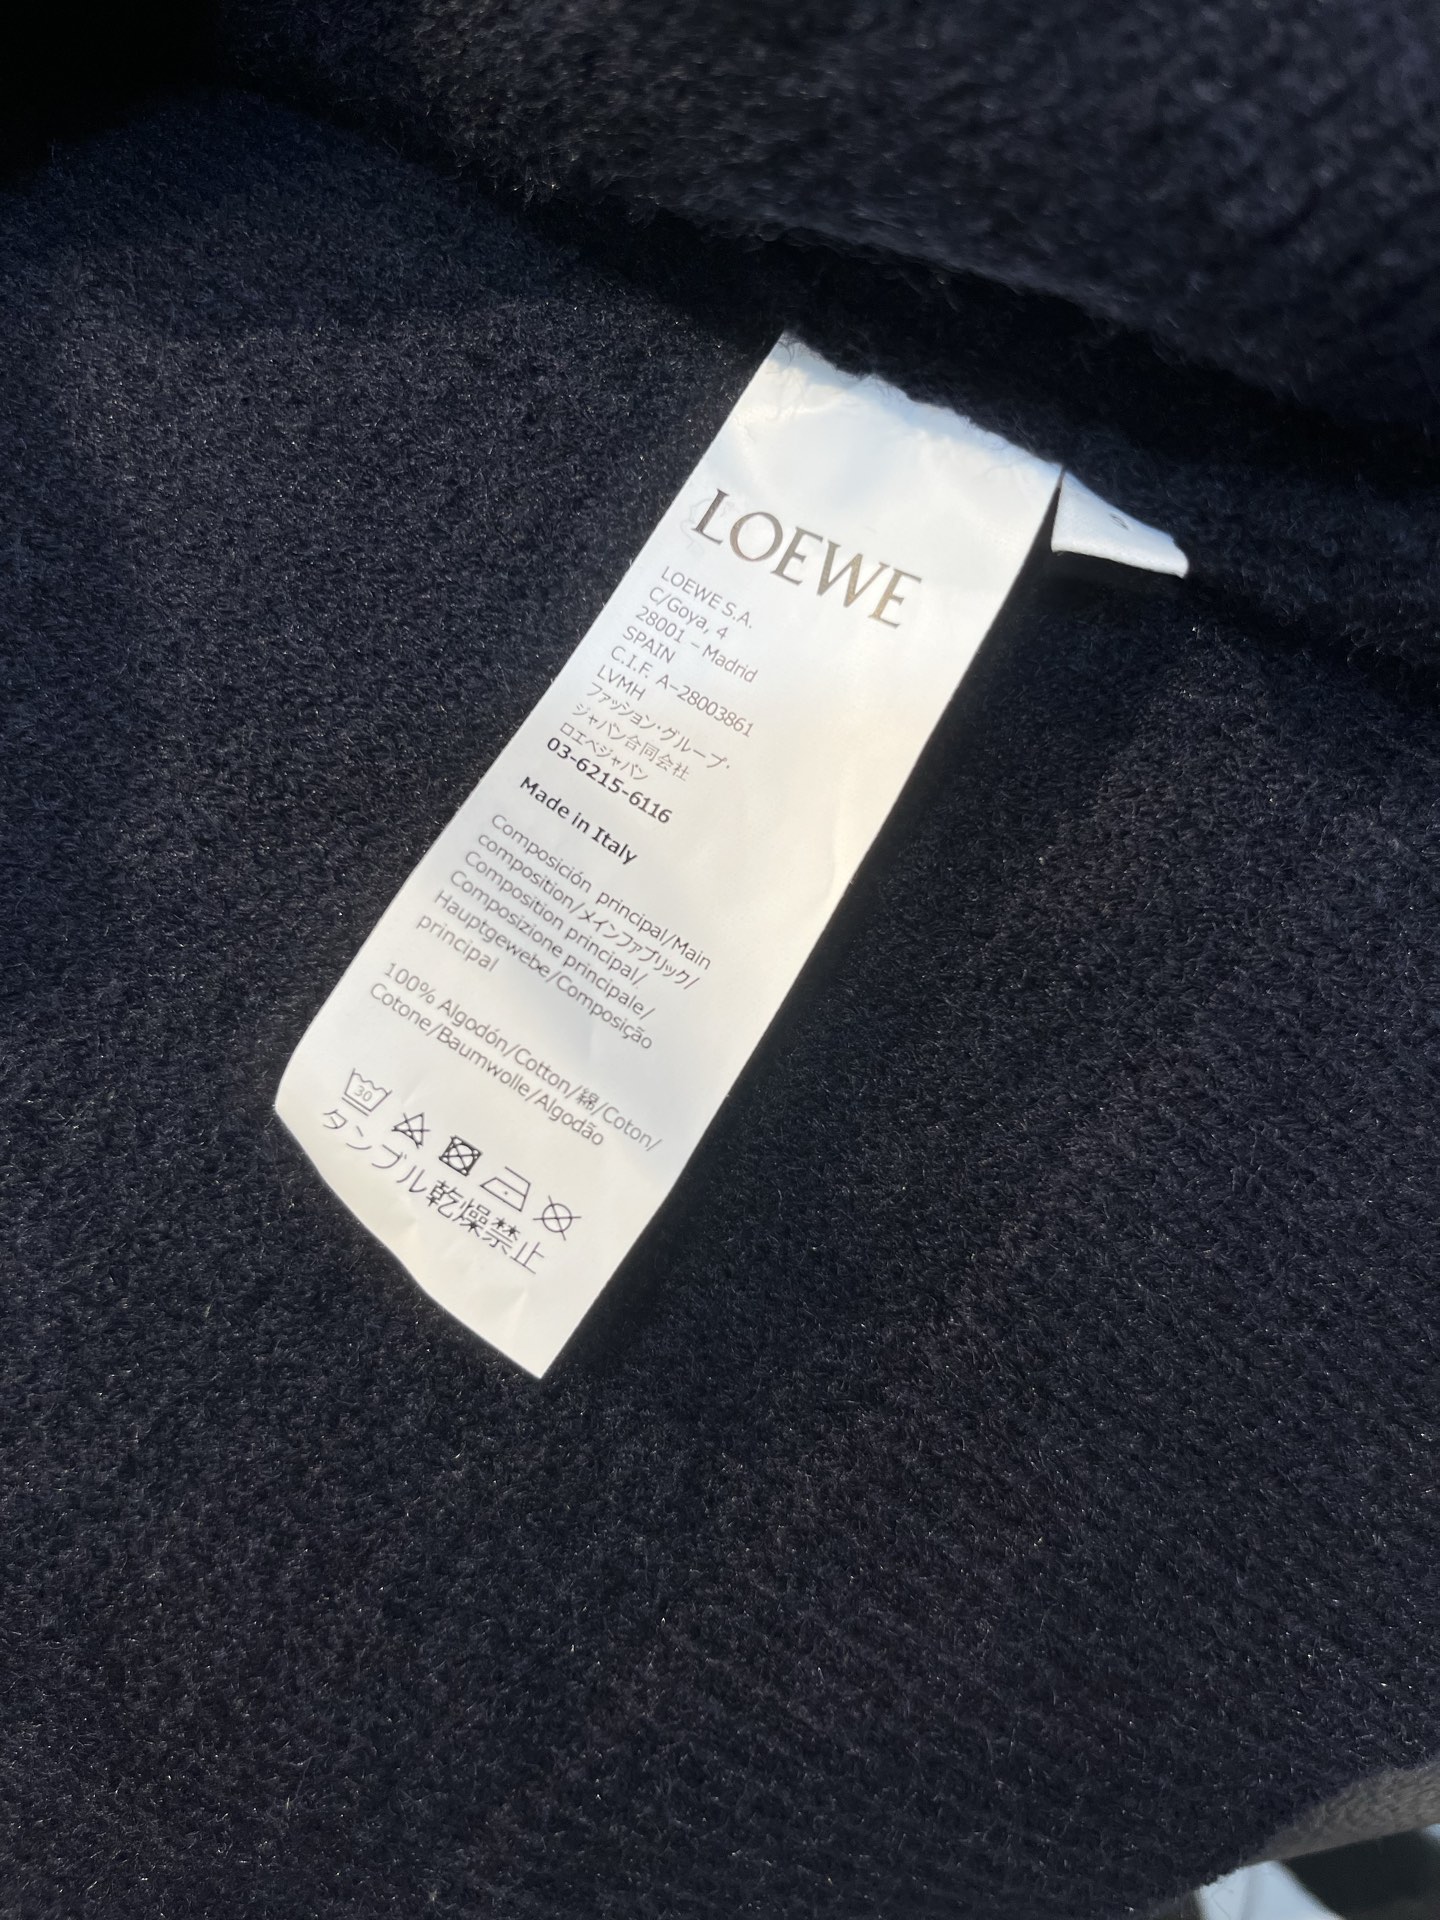 LOEWE
LOEWE S.A.
C/Goya, 4
28001 - Madrid
SPAIN
C.I.F. A-28003861
LVMH
ファッション・グループ・
ジャパン合同会社
ロエベジャパン
03-6215-6116
Made in Italy
Composición principal/Main
composition/メインファブリック/
Composition principal/
Composizione principale/
Hauptgewebe/Composição
principal
100% Algodón/Cotton/綿/Coton/
Cotone/Baumwolle/Algodão
30
タンブル乾燥禁止